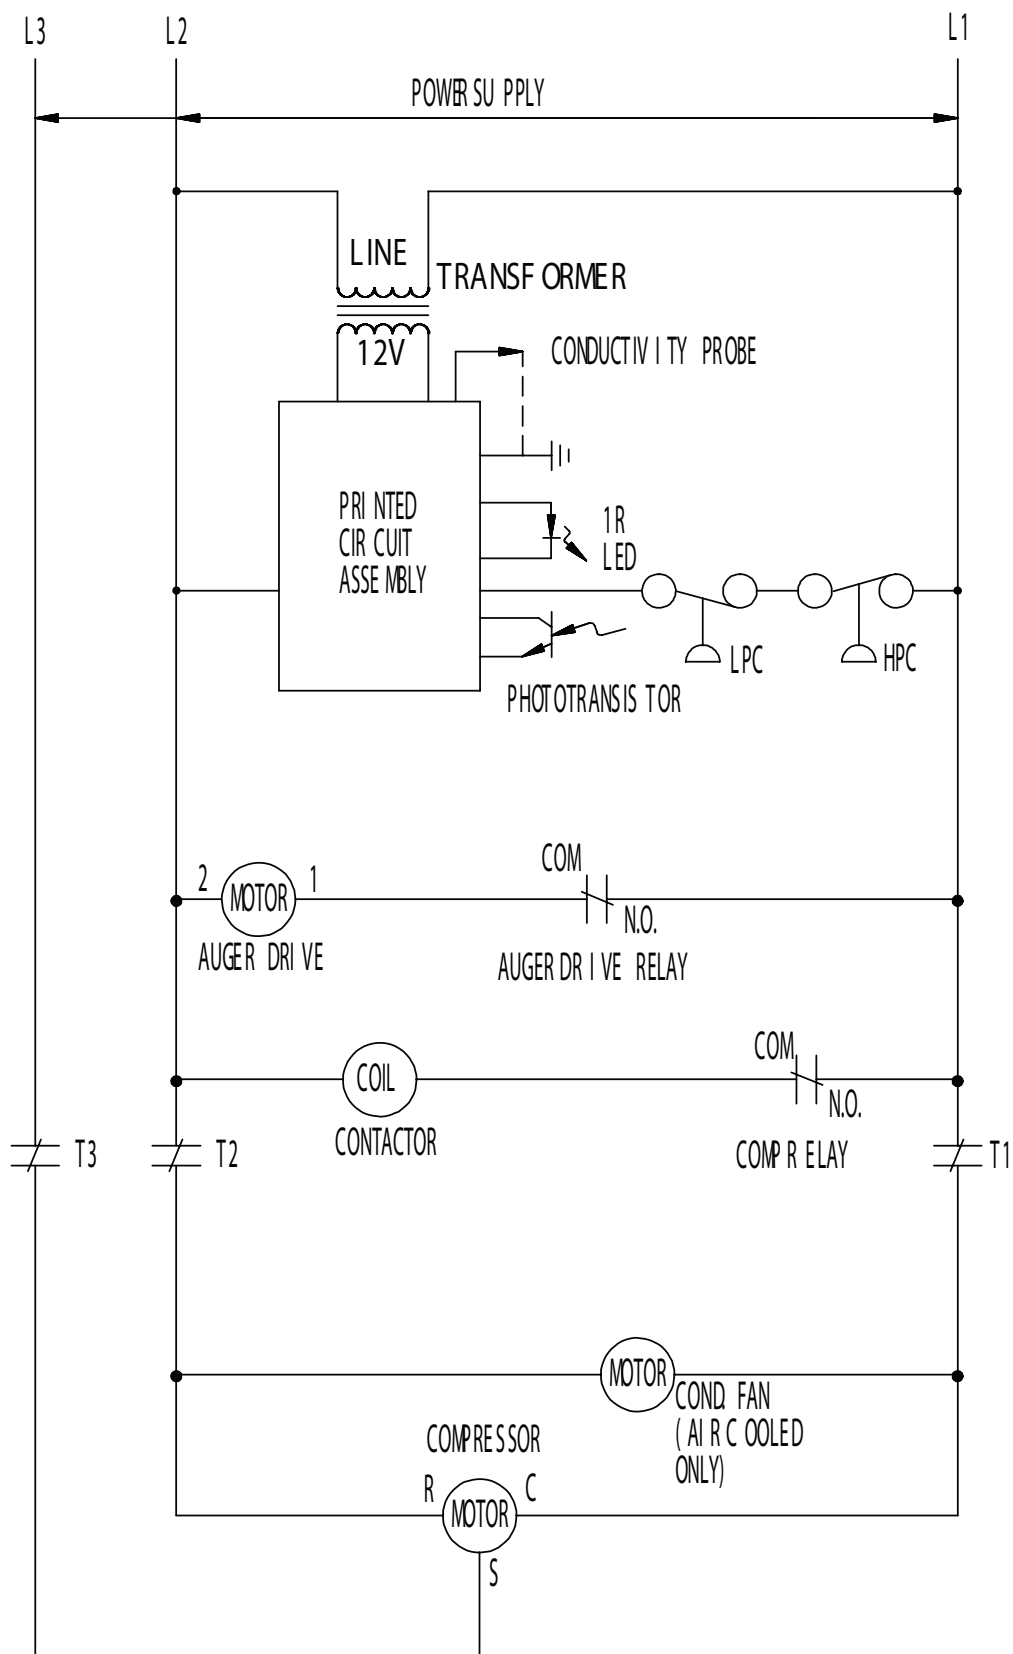 L3
L2
L1
POWER SUPPLY
LINE
TRANSFORMER
12V
CONDUCTIVITY PROBE
PRINTED
CIRCUIT
ASSEMBLY
1R
LED
LPC
HPC
PHOTOTRANSISTOR
2
MOTOR
1
COM
N.O.
AUGER DRIVE
AUGER DRIVE RELAY
COM
COIL
N.O.
CONTACTOR
COMP RELAY
T3
T2
T1
MOTOR
COND. FAN
(AIR COOLED
ONLY)
COMPRESSOR
R
C
MOTOR
S